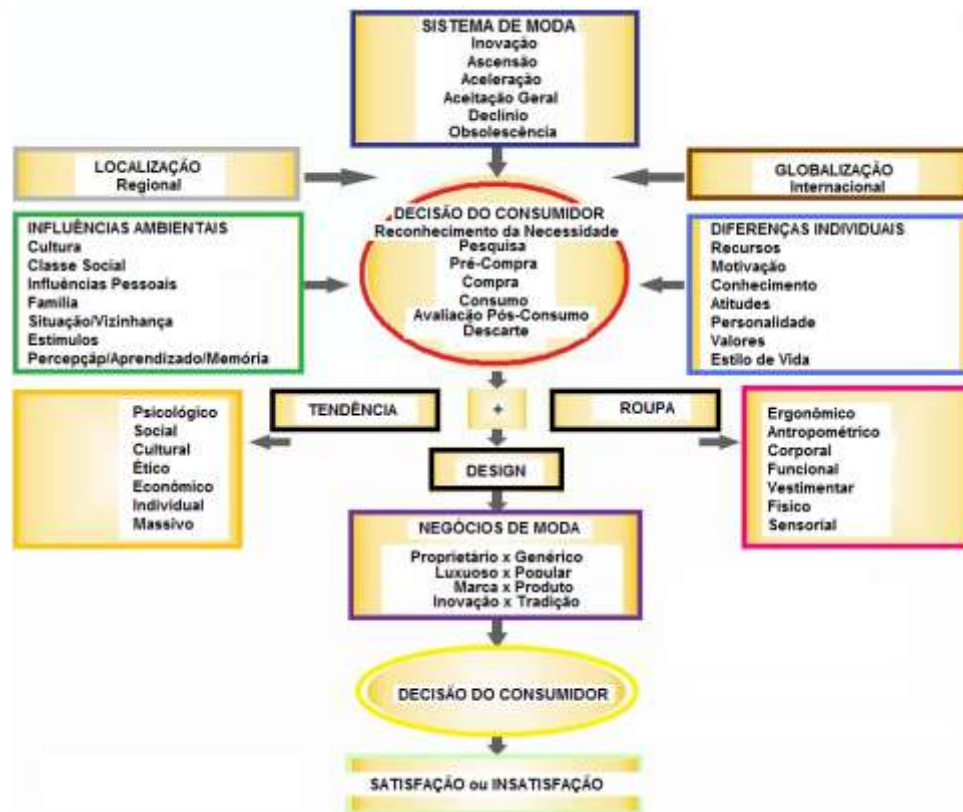 SISTEMA DE MODA
Inovação
Ascensão
Aceleração
Aceitação Geral
Declínio
Obsolescência
LOCALIZAÇÃO
Regional
GLOBALIZAÇÃO
Internacional
INFLUÊNCIAS AMBIENTAIS
Cultura
Classe Social
Influências Pessoais
Família
Situação/Vizinhança
Estímulos
Percepçãp/Aprendizado/Memória
DECISÃO DO CONSUMIDOR
Reconhecimento da Necessidade
Pesquisa
Pré-Compra
Compra
Consumo
Avaliação Pós-Consumo
Descarte
DIFERENÇAS INDIVIDUAIS
Recursos
Motivação
Conhecimento
Atitudes
Personalidade
Valores
Estilo de Vida
TENDÊNCIA
+
ROUPA
Psicológico
Social
Cultural
Ético
Econômico
Individual
Massivo
DESIGN
Ergonômico
Antropométrico
Corporal
Funcional
Vestimentar
Físico
Sensorial
NEGÓCIOS DE MODA
Proprietário x Genérico
Luxuoso x Popular
Marca x Produto
Inovação x Tradição
DECISÃO DO CONSUMIDOR
SATISFAÇÃO ou INSATISFAÇÃO